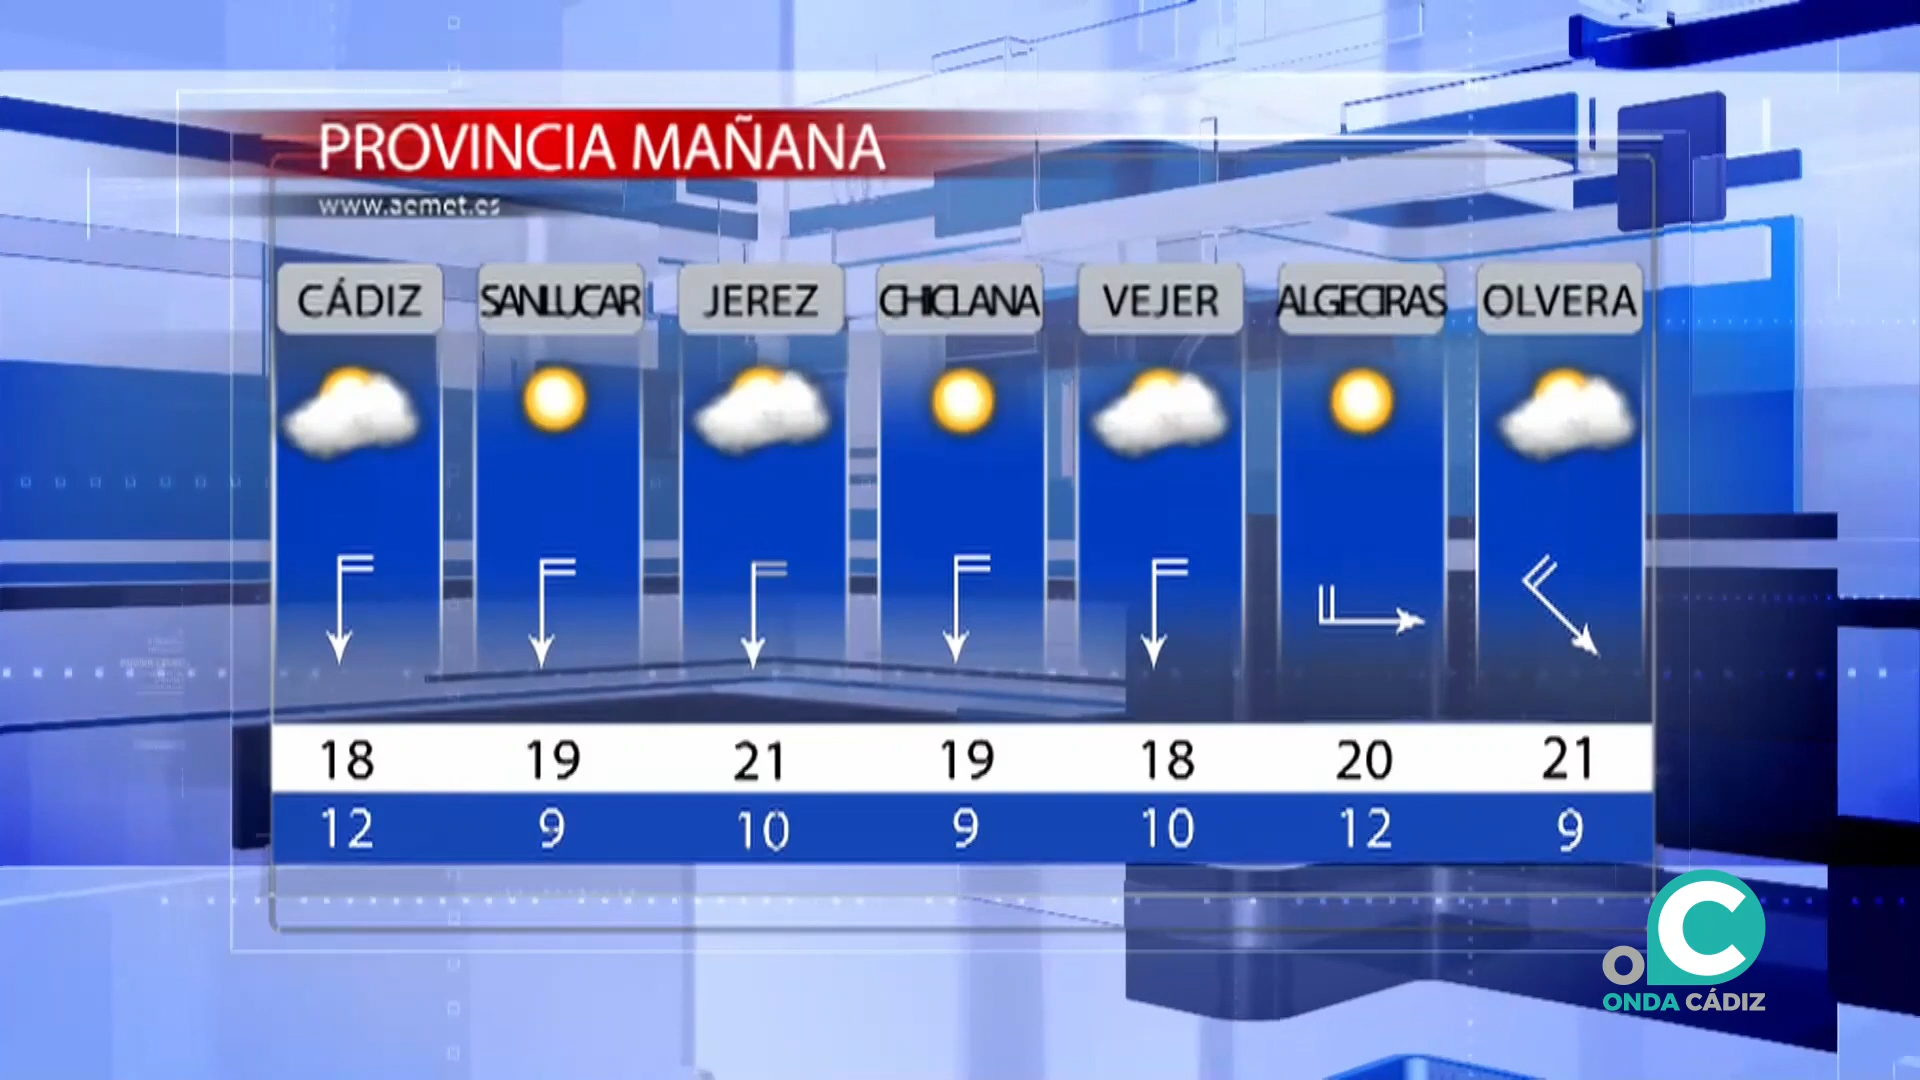 PROVINCIA MAÑANA
www.aemet.es
CÁDIZ SANLUCAR JEREZ CHICLANA VEJER ALGECIRAS OLVERA
18 19 21 19 18 20 21
12 9 10 9 10 12 9
OC
ONDA CÁDIZ